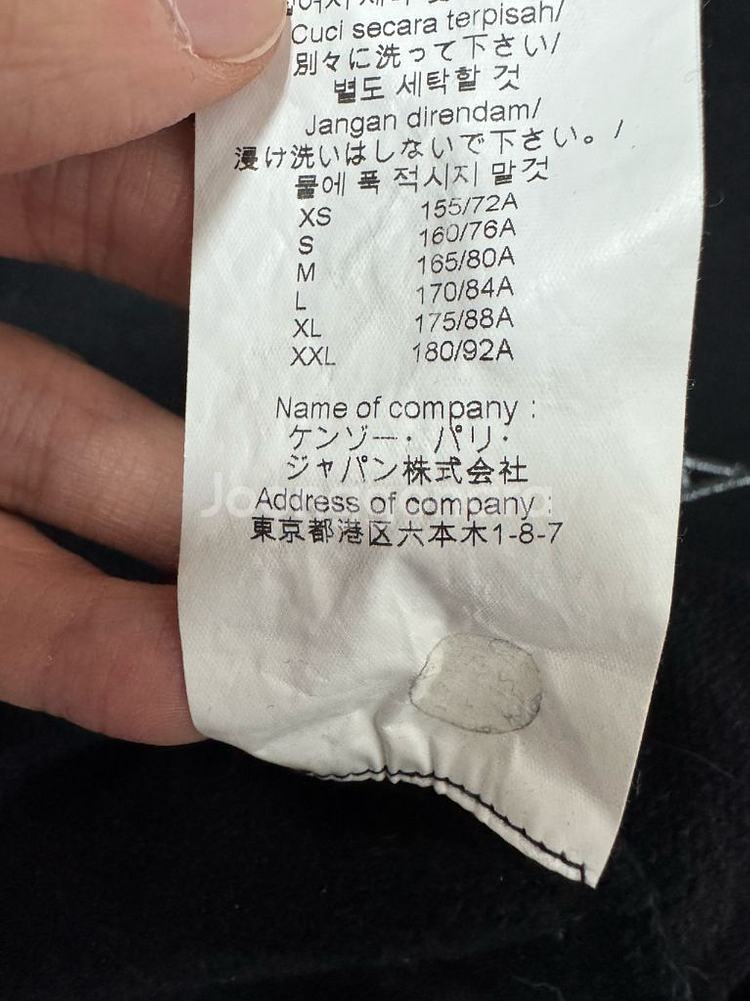 Cuci secara terpisah/
別々に洗って下さい/
별도 세탁할 것
Jangan direndam/
浸け洗いはしないで下さい。/
물에 푹 적시지 말것
XS 155/72A
S 160/76A
M 165/80A
L 170/84A
XL 175/88A
XXL 180/92A
Name of company :
ケンゾー・パリ・
ジャパン株式会社
Address of company :
東京都港区六本木1-8-7